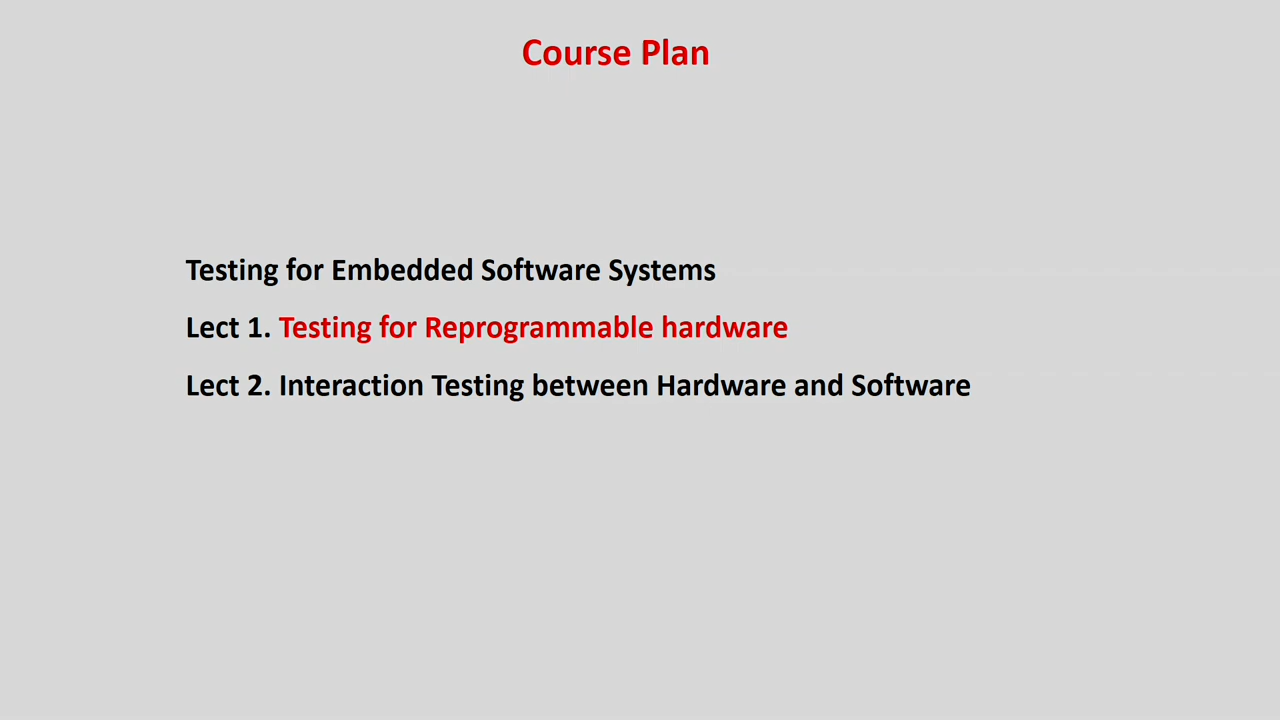 Course Plan
Testing for Embedded Software Systems
Lect 1. Testing for Reprogrammable hardware
Lect 2. Interaction Testing between Hardware and Software